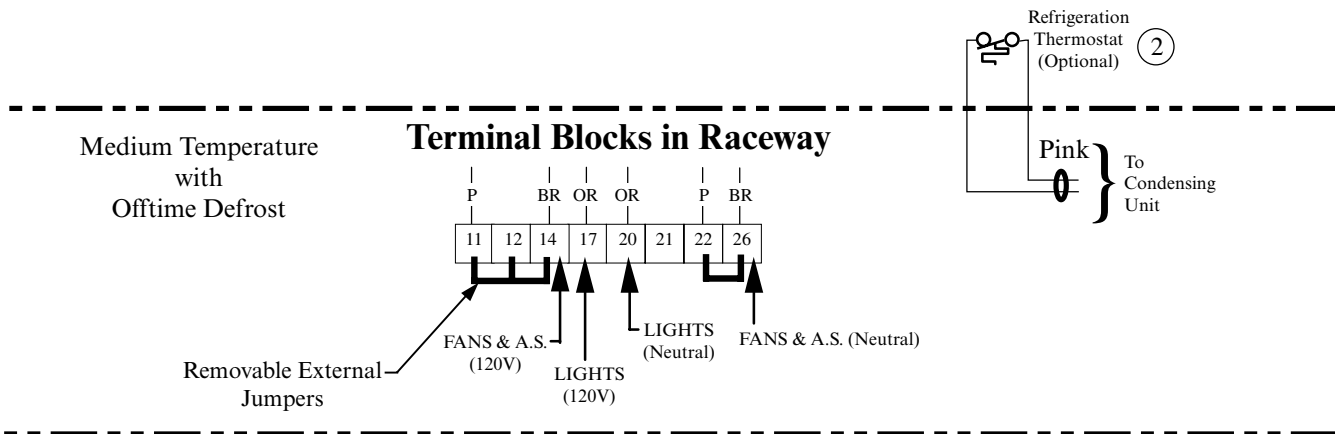 Refrigeration
Thermostat
(Optional)
2
Medium Temperature
with
Offtime Defrost
Terminal Blocks in Raceway
Pink
To
Condensing
Unit
P BR OR OR P BR
11 12 14 17 20 21 22 26
FANS & A.S.
(120V)
LIGHTS
(120V)
LIGHTS
(Neutral)
FANS & A.S. (Neutral)
Removable External
Jumpers